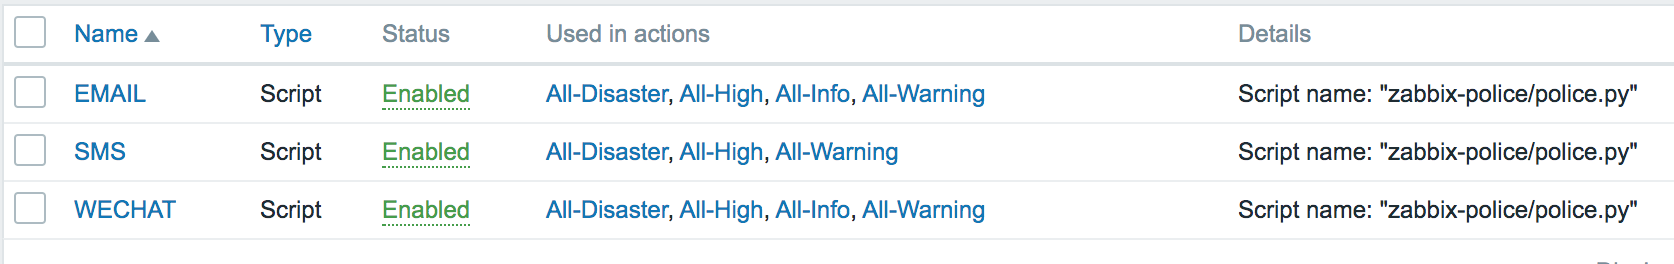 Name Type Status Used in actions Details
EMAIL Script Enabled All-Disaster, All-High, All-Info, All-Warning Script name: "zabbix-police/police.py"
SMS Script Enabled All-Disaster, All-High, All-Warning Script name: "zabbix-police/police.py"
WECHAT Script Enabled All-Disaster, All-High, All-Info, All-Warning Script name: "zabbix-police/police.py"